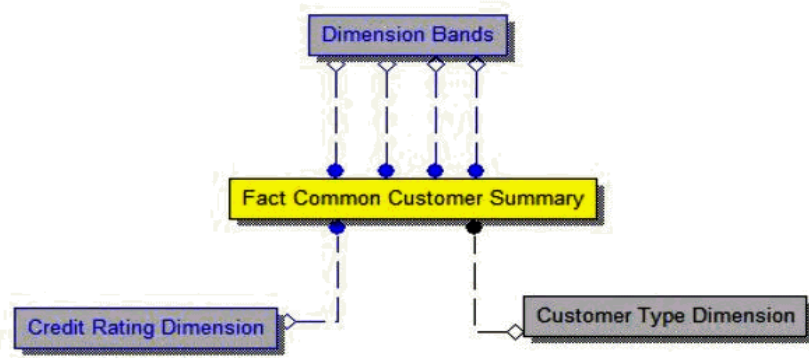 Dimension Bands
Fact Common Customer Summary
Credit Rating Dimension
Customer Type Dimension